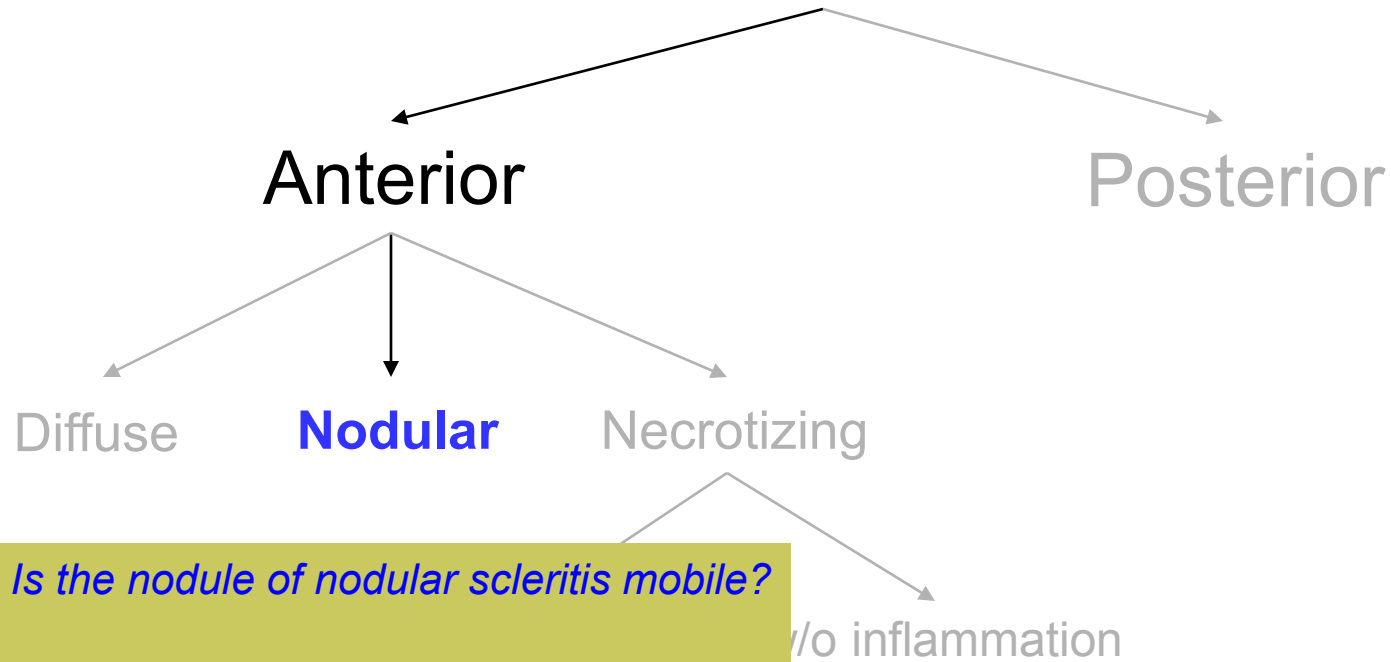 Anterior
Posterior
Diffuse
Nodular
Necrotizing
Is the nodule of nodular scleritis mobile?
/o inflammation